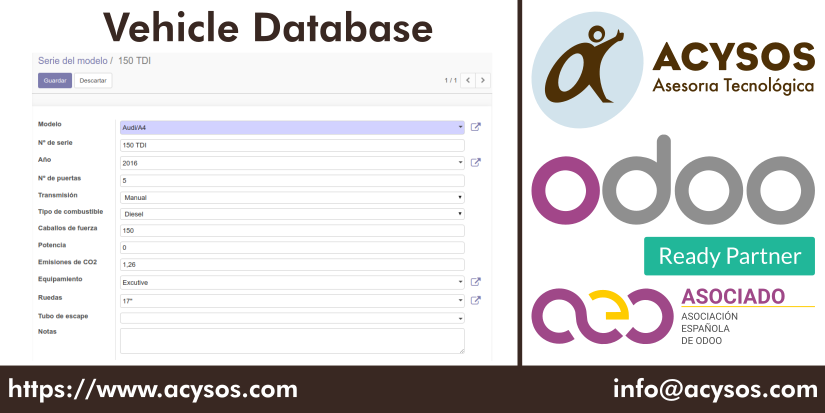 Vehicle Database
Serie del modelo / 150 TDI
Guardar Descartar 1 / 1
Modelo Audi/A4
Nº de serie 150 TDI
Año 2016
Nº de puertas 5
Transmisión Manual
Tipo de combustible Diesel
Caballos de fuerza 150
Potencia 0
Emisiones de CO2 1,26
Equipamiento Excutive
Ruedas 17"
Tubo de escape
Notas
ACYSOS
Asesoría Tecnológica
odoo
Ready Partner
aeo ASOCIADO
ASOCIACIÓN
ESPAÑOLA
DE ODOO
https://www.acysos.com
info@acysos.com